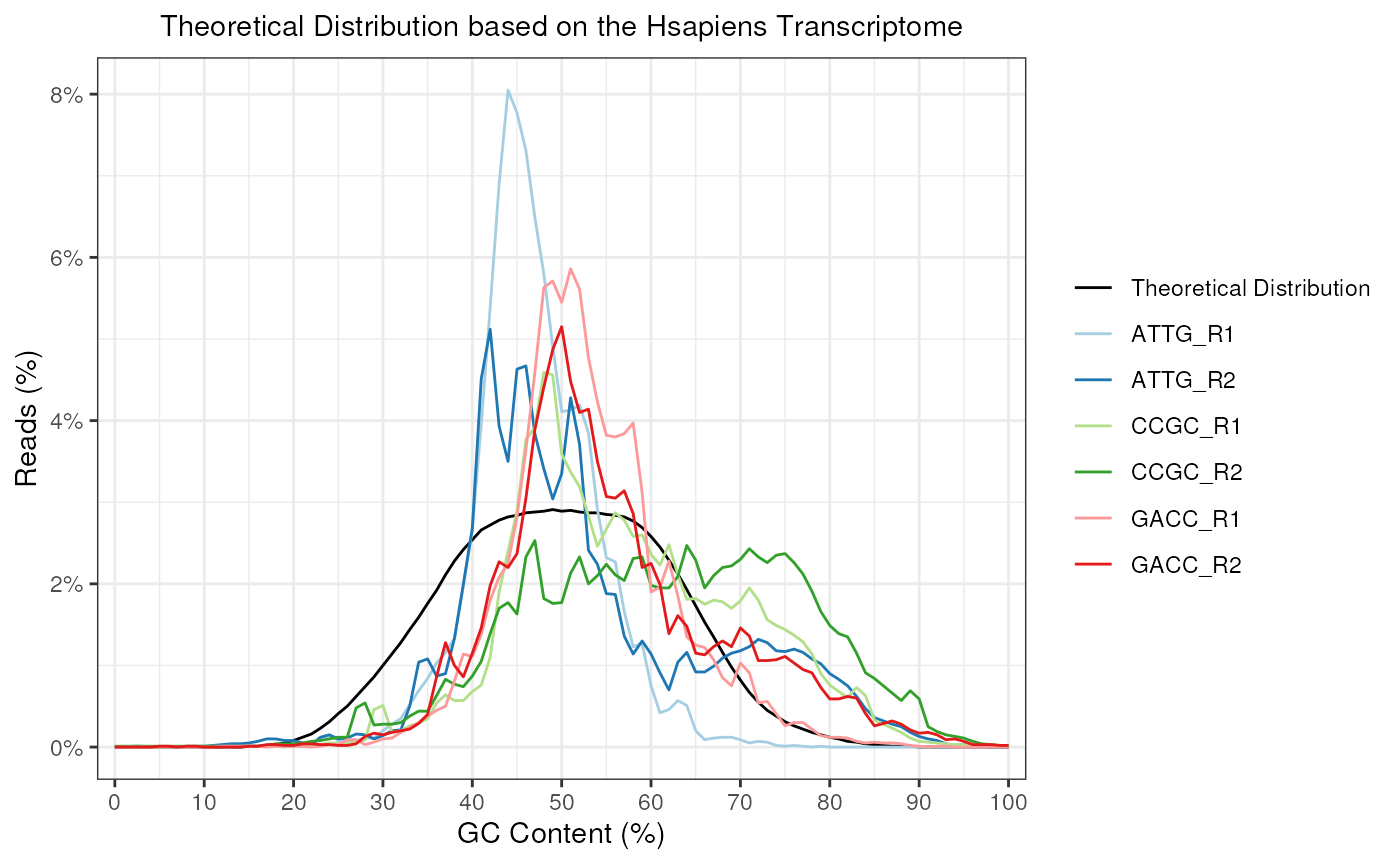 Theoretical Distribution based on the Hsapiens Transcriptome
Reads (%)
8%
6%
4%
2%
0%
0 10 20 30 40 50 60 70 80 90 100
GC Content (%)
Theoretical Distribution
ATTG_R1
ATTG_R2
CCGC_R1
CCGC_R2
GACC_R1
GACC_R2